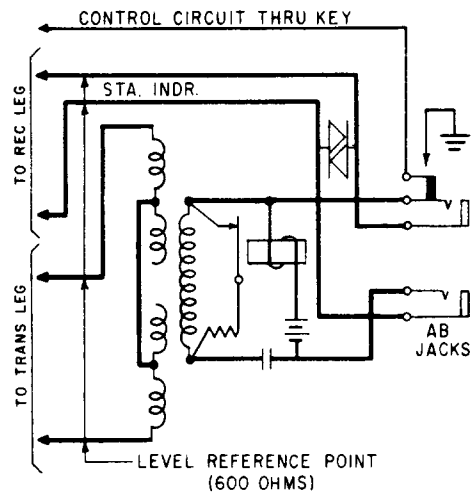 CONTROL CIRCUIT THRU KEY
STA. INDR.
TO REC LEG
TO TRANS LEG
AB
JACKS
LEVEL REFERENCE POINT
(600 OHMS)